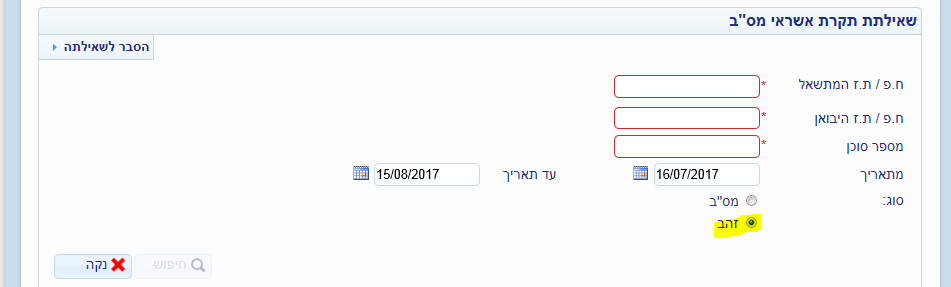 שאילתת תקרת אשראי מס"ב
הסבר לשאילתה
ח.פ / ת.ז המתשאל *
ח.פ / ת.ז היבואן *
מספר סוכן *
מתאריך 16/07/2017 עד תאריך 15/08/2017
סוג: מס"ב
זהב
חיפוש נקה